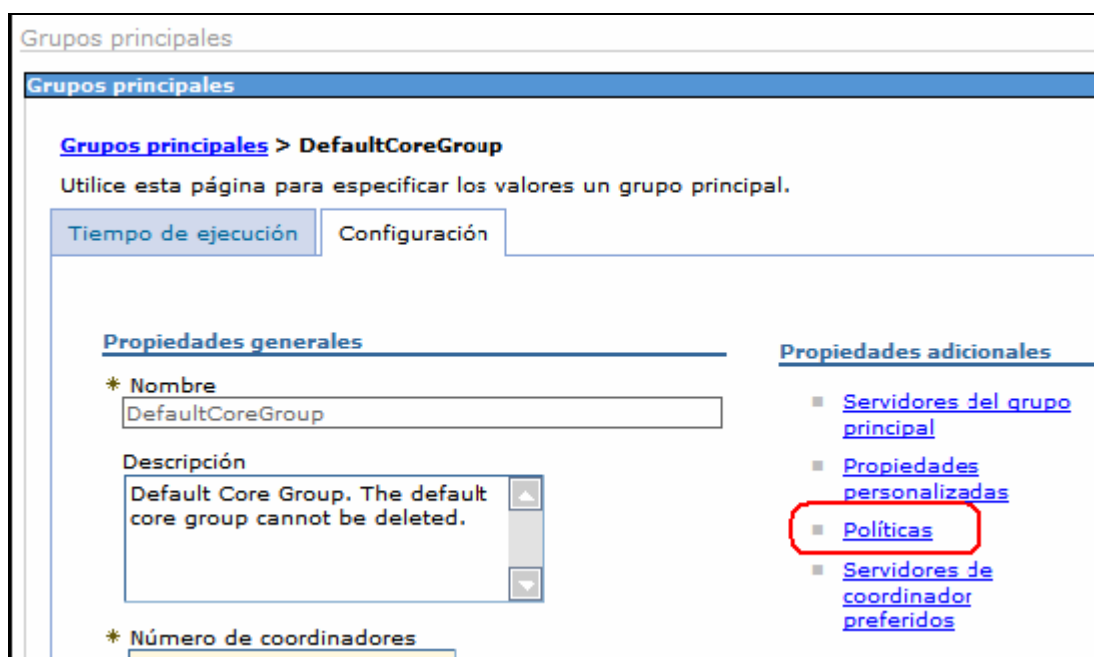 Grupos principales
Grupos principales
Grupos principales > DefaultCoreGroup
Utilice esta página para especificar los valores un grupo principal.
Tiempo de ejecución
Configuración
Propiedades generales
Nombre
DefaultCoreGroup
Descripción
Default Core Group. The default
core group cannot be deleted.
Número de coordinadores
Propiedades adicionales
Servidores del grupo
principal
Propiedades
personalizadas
Políticas
Servidores de
coordinador
preferidos